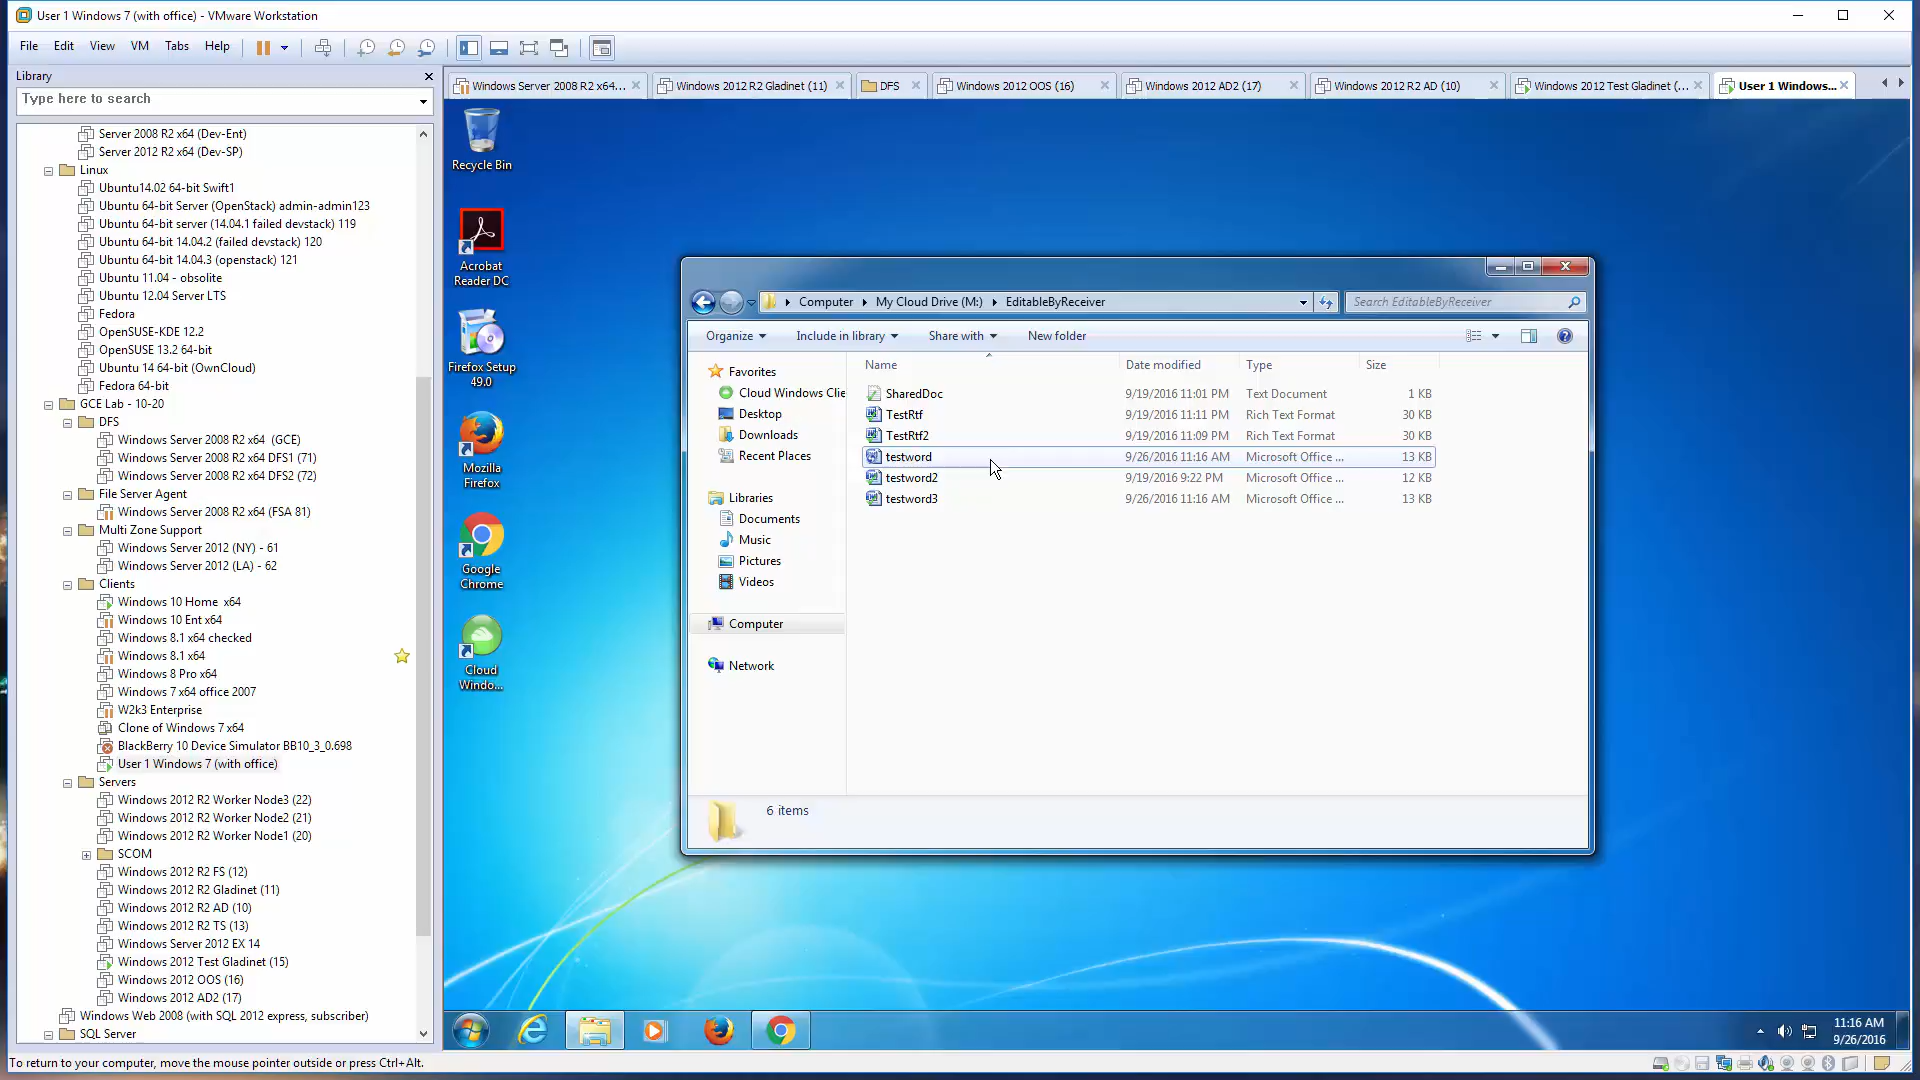 User 1 Windows 7 (with office) - VMware Workstation
File Edit View VM Tabs Help
Library
Type here to search
Server 2008 R2 x64 (Dev-Ent)
Server 2012 R2 x64 (Dev-SP)
Linux
Ubuntu14.02 64-bit Swift1
Ubuntu 64-bit Server (OpenStack) admin-admin123
Ubuntu 64-bit server (14.04.1 failed devstack) 119
Ubuntu 64-bit 14.04.2 (failed devstack) 120
Ubuntu 64-bit 14.04.3 (openstack) 121
Ubuntu 11.04 - obsolite
Ubuntu 12.04 Server LTS
Fedora
OpenSUSE-KDE 12.2
OpenSUSE 13.2 64-bit
Ubuntu 14 64-bit (OwnCloud)
Fedora 64-bit
GCE Lab - 10-20
DFS
Windows Server 2008 R2 x64 (GCE)
Windows Server 2008 R2 x64 DFS1 (71)
Windows Server 2008 R2 x64 DFS2 (72)
File Server Agent
Windows Server 2008 R2 x64 (FSA 81)
Multi Zone Support
Windows Server 2012 (NY) - 61
Windows Server 2012 (LA) - 62
Clients
Windows 10 Home x64
Windows 10 Ent x64
Windows 8.1 x64 checked
Windows 8.1 x64
Windows 8 Pro x64
Windows 7 x64 office 2007
W2k3 Enterprise
Clone of Windows 7 x64
BlackBerry 10 Device Simulator BB10_3_0.698
User 1 Windows 7 (with office)
Servers
Windows 2012 R2 Worker Node3 (22)
Windows 2012 R2 Worker Node2 (21)
Windows 2012 R2 Worker Node1 (20)
SCOM
Windows 2012 R2 FS (12)
Windows 2012 R2 Gladinet (11)
Windows 2012 R2 AD (10)
Windows 2012 R2 TS (13)
Windows Server 2012 EX 14
Windows 2012 Test Gladinet (15)
Windows 2012 OOS (16)
Windows 2012 AD2 (17)
Windows Web 2008 (with SQL 2012 express, subscriber)
SQL Server
Windows Server 2008 R2 x64... Windows 2012 R2 Gladinet (11) DFS Windows 2012 OOS (16) Windows 2012 AD2 (17) Windows 2012 R2 AD (10) Windows 2012 Test Gladinet (... User 1 Windows...
Recycle Bin
Acrobat
Reader DC
Firefox Setup
49.0
Mozilla
Firefox
Google
Chrome
Cloud
Windo...
Computer My Cloud Drive (M:) EditableByReceiver Search EditableByReceiver
Organize Include in library Share with New folder
Favorites
Cloud Windows Clie
Desktop
Downloads
Recent Places
Libraries
Documents
Music
Pictures
Videos
Computer
Network
Name Date modified Type Size
SharedDoc 9/19/2016 11:01 PM Text Document 1 KB
TestRtf 9/19/2016 11:11 PM Rich Text Format 30 KB
TestRtf2 9/19/2016 11:09 PM Rich Text Format 30 KB
testword 9/26/2016 11:16 AM Microsoft Office ... 13 KB
testword2 9/19/2016 9:22 PM Microsoft Office ... 12 KB
testword3 9/26/2016 11:16 AM Microsoft Office ... 13 KB
6 items
11:16 AM
9/26/2016
To return to your computer, move the mouse pointer outside or press Ctrl+Alt.